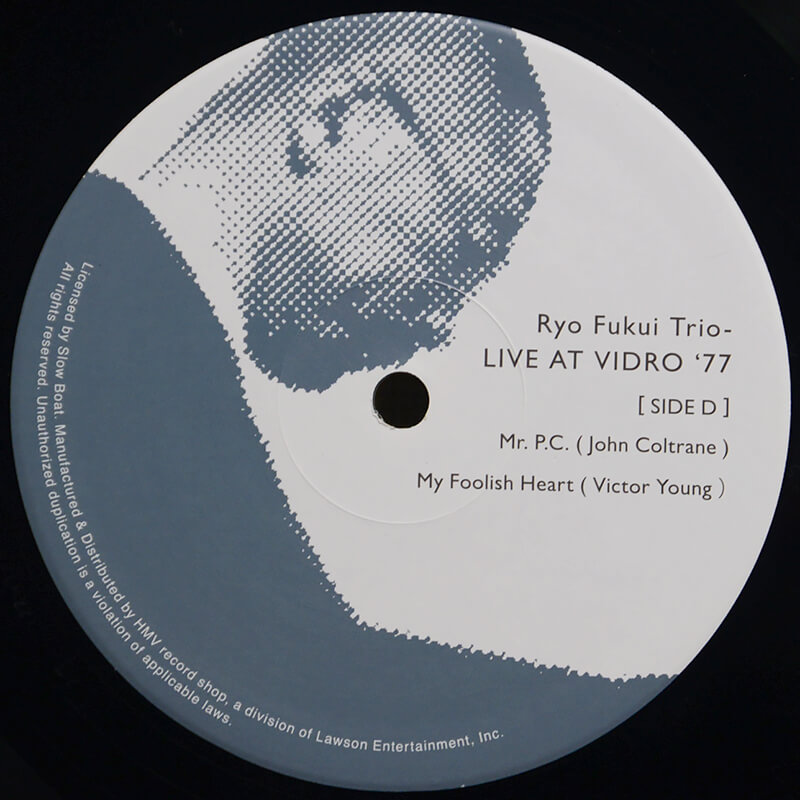 Ryo Fukui Trio-
LIVE AT VIDRO ‘77
[ SIDE D ]
Mr. P.C. ( John Coltrane )
My Foolish Heart ( Victor Young )
Licensed by Slow Boat. Manufactured & Distributed by HMV record shop, a division of Lawson Entertainment, Inc.
All rights reserved. Unauthorized duplication is a violation of applicable laws.